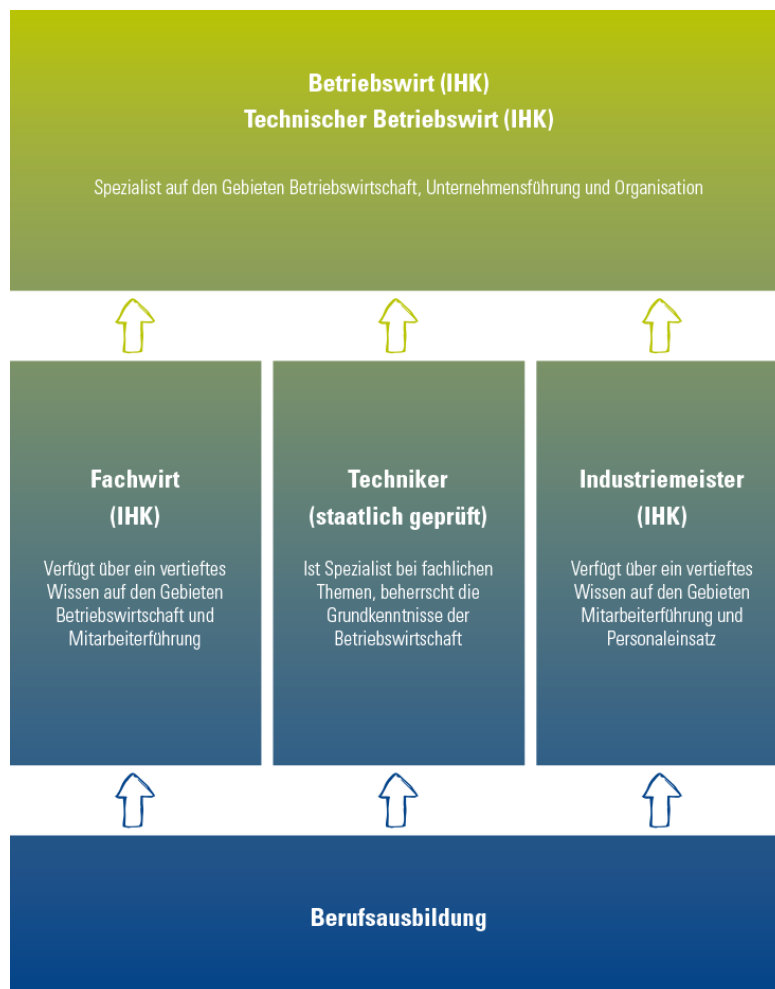 Betriebswirt (IHK)
Technischer Betriebswirt (IHK)
Spezialist auf den Gebieten Betriebswirtschaft, Unternehmensführung und Organisation
Fachwirt
(IHK)
Verfügt über ein vertieftes
Wissen auf den Gebieten
Betriebswirtschaft und
Mitarbeiterführung
Techniker
(staatlich geprüft)
Ist Spezialist bei fachlichen
Themen, beherrscht die
Grundkenntnisse der
Betriebswirtschaft
Industriemeister
(IHK)
Verfügt über ein vertieftes
Wissen auf den Gebieten
Mitarbeiterführung und
Personaleinsatz
Berufsausbildung